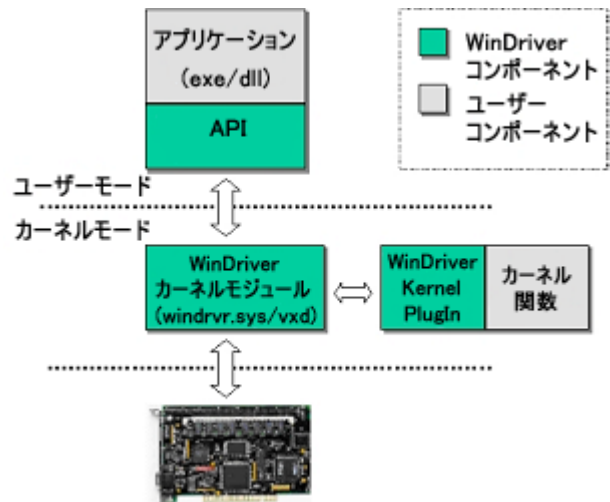 アプリケーション
(exe/dll)
API
WinDriver
コンポーネント
ユーザー
コンポーネント
ユーザーモード
カーネルモード
WinDriver
カーネルモジュール
(windrvr.sys/vxd)
WinDriver
Kernel
PlugIn
カーネル
関数